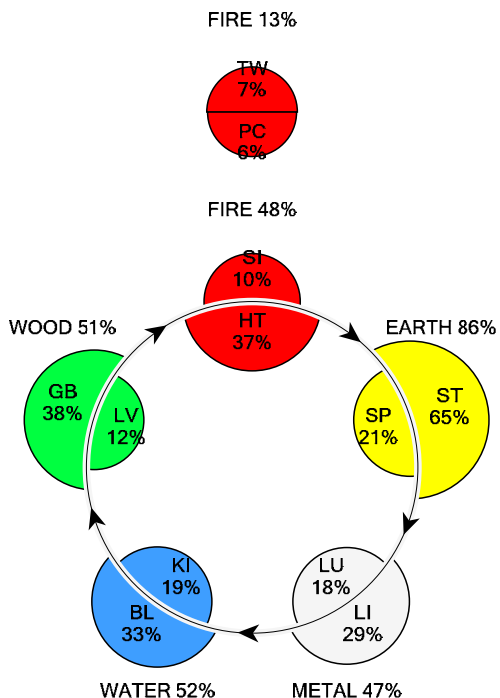 FIRE 13%
TW
7%
PC
6%
FIRE 48%
SI
10%
HT
37%
WOOD 51%
EARTH 86%
GB
38%
LV
12%
SP
21%
ST
65%
KI
19%
BL
33%
LU
18%
LI
29%
WATER 52%
METAL 47%